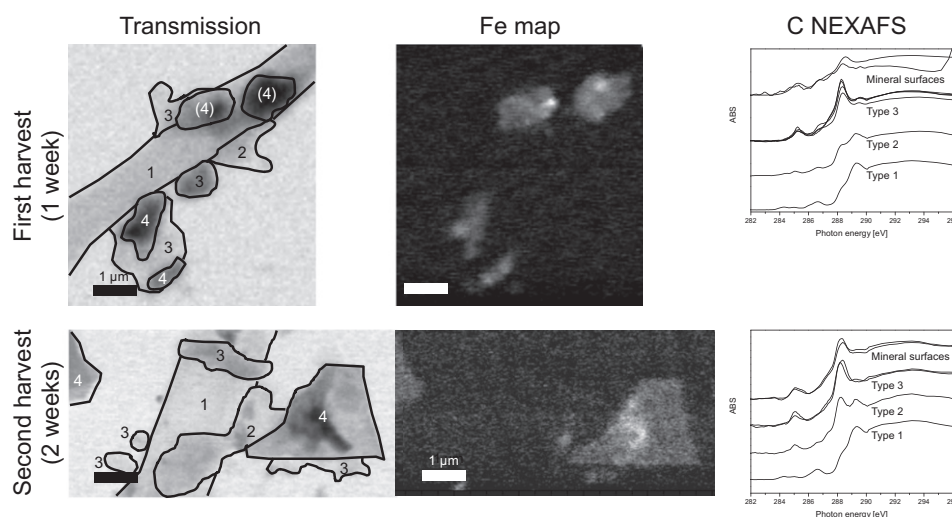 Transmission
Fe map
C NEXAFS
First harvest
(1 week)
3
(4)
(4)
2
1
3
4
3
4
1 µm
ABS
Mineral surfaces
Type 3
Type 2
Type 1
282 284 286 288 290 292 294 296
Photon energy [eV]
Second harvest
(2 weeks)
4
3
1
4
2
3
3
3
1 µm
ABS
Mineral surfaces
Type 3
Type 2
Type 1
282 284 286 288 290 292 294 296
Photon energy [eV]